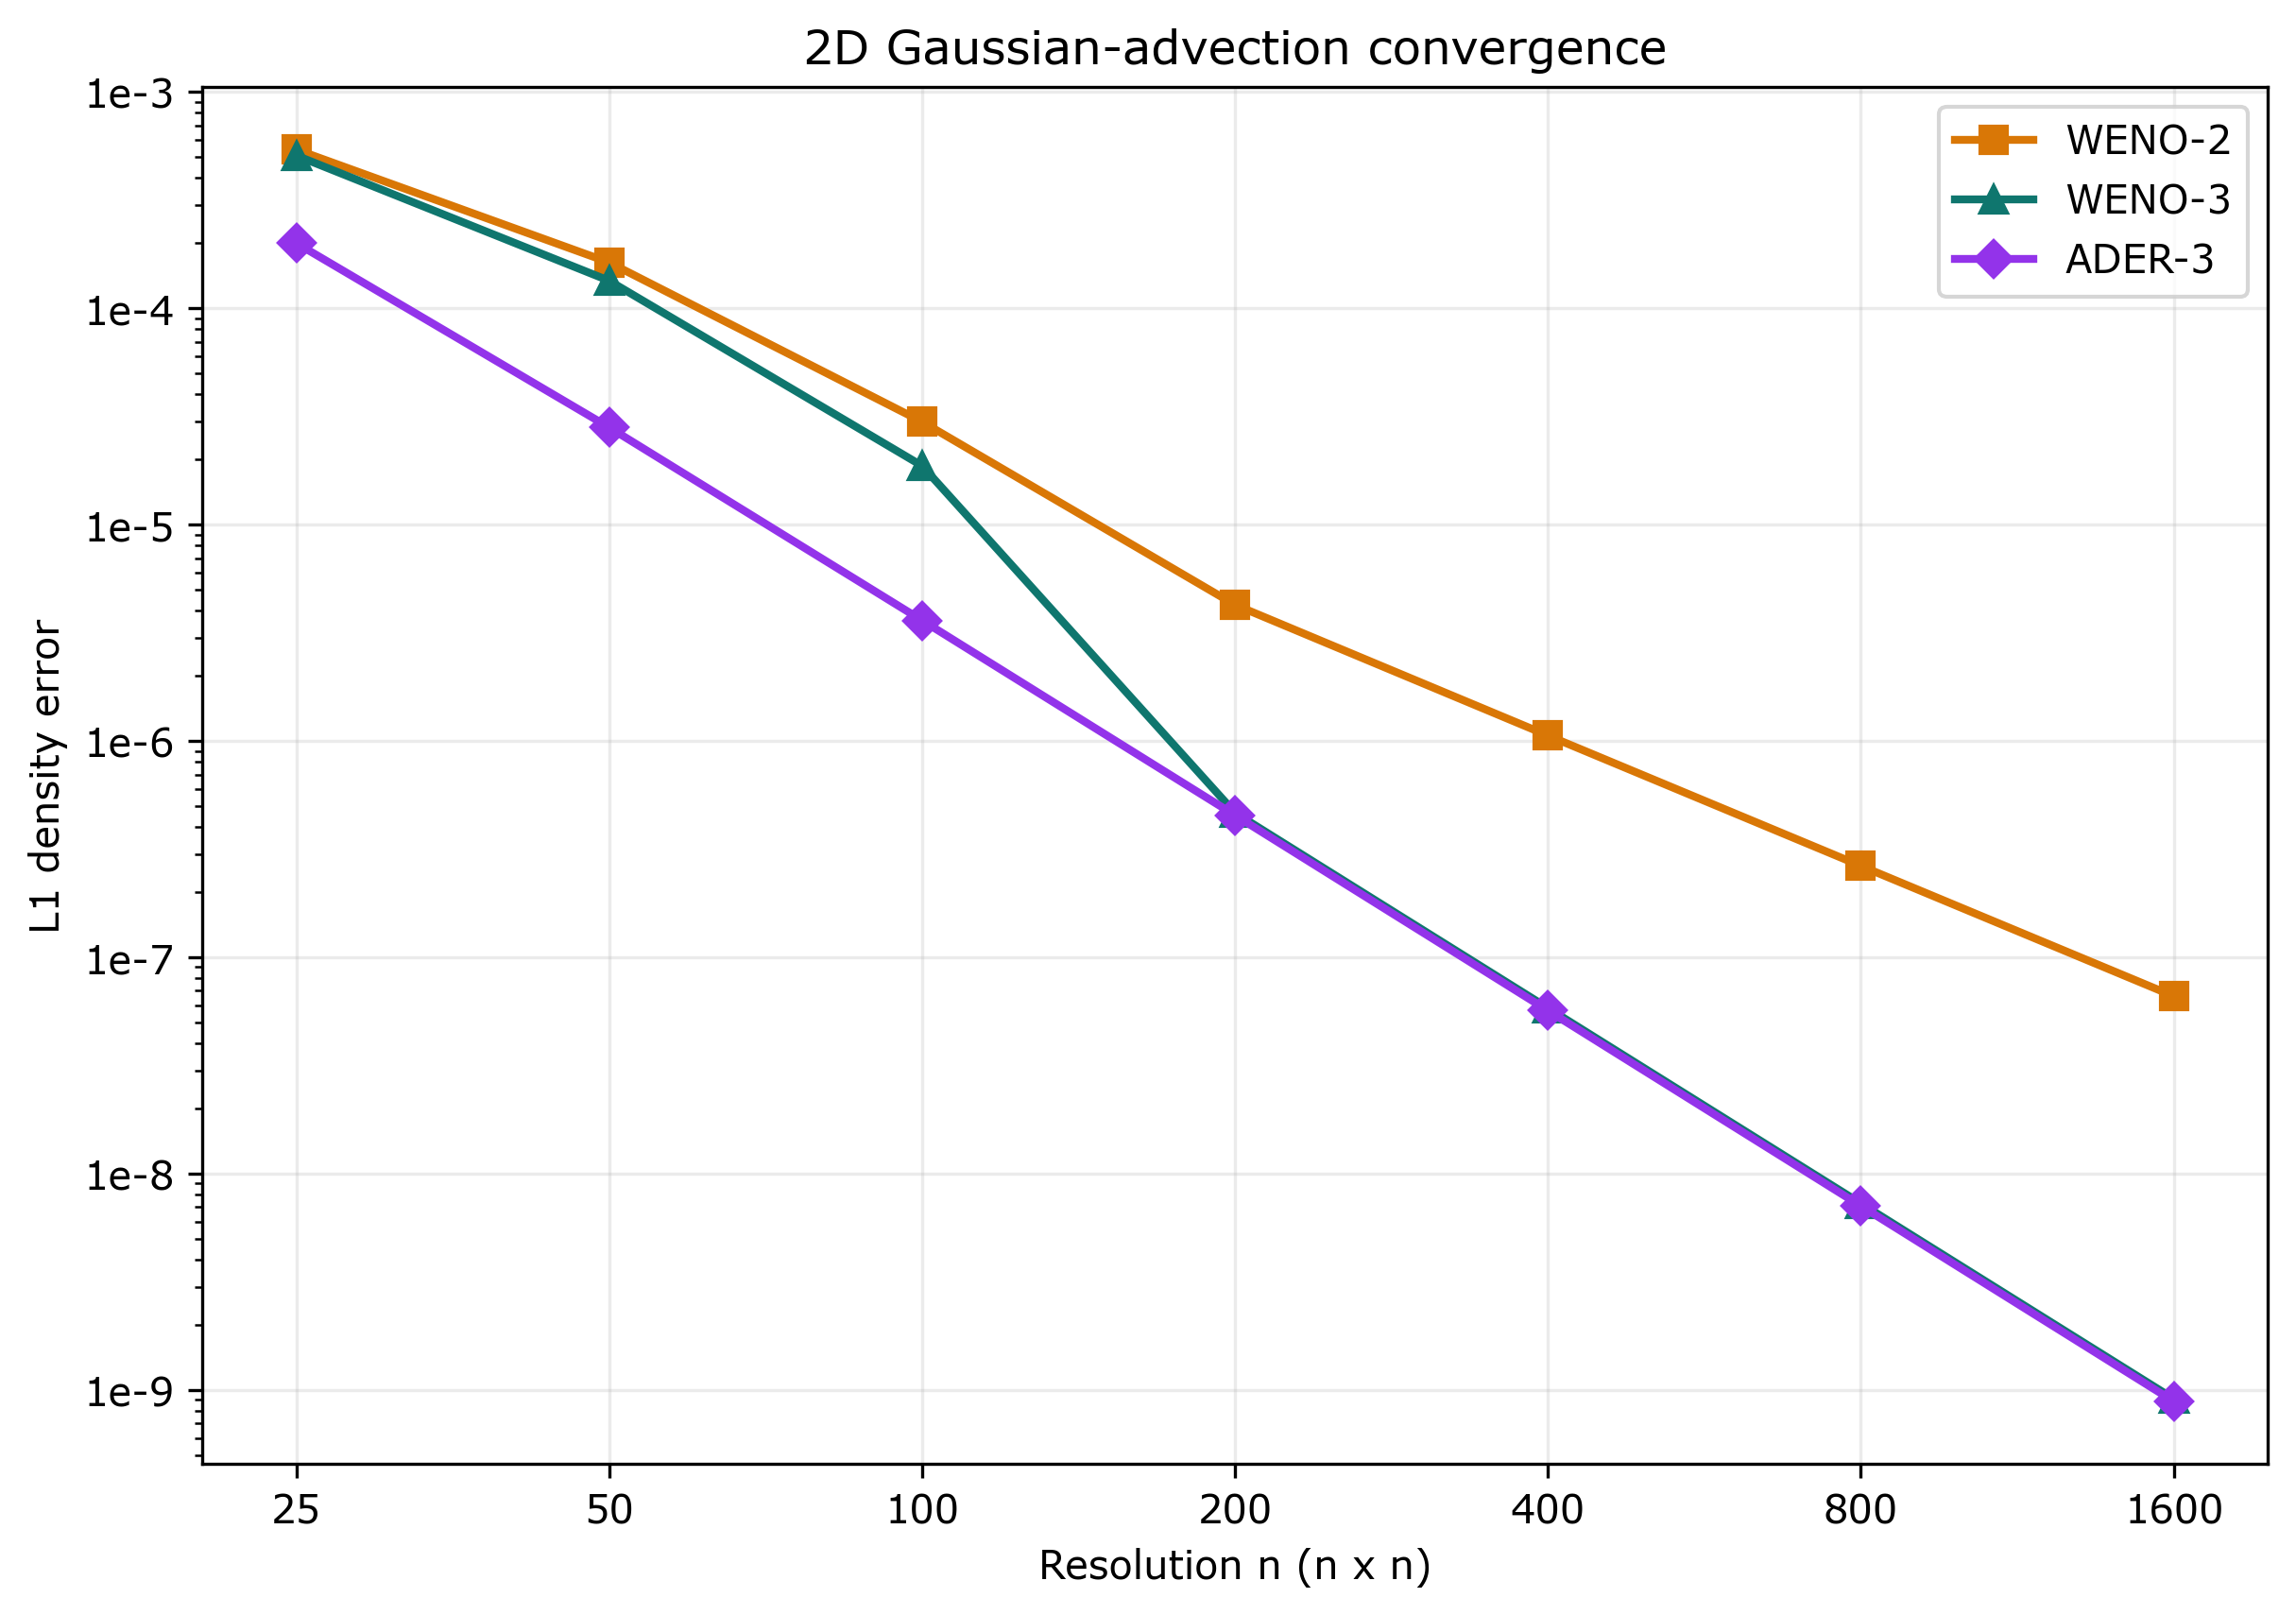 2D Gaussian-advection convergence
1e-3
1e-4
1e-5
1e-6
1e-7
1e-8
1e-9
L1 density error
WENO-2
WENO-3
ADER-3
25 50 100 200 400 800 1600
Resolution n (n x n)